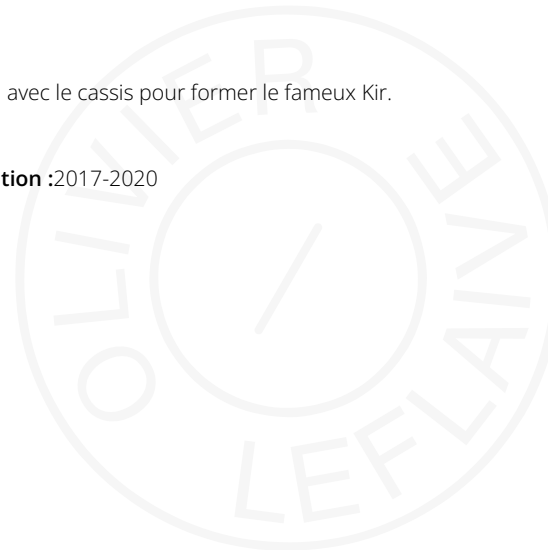 avec le cassis pour former le fameux Kir.
tion :2017-2020
OLIVIER LEFLAIVE